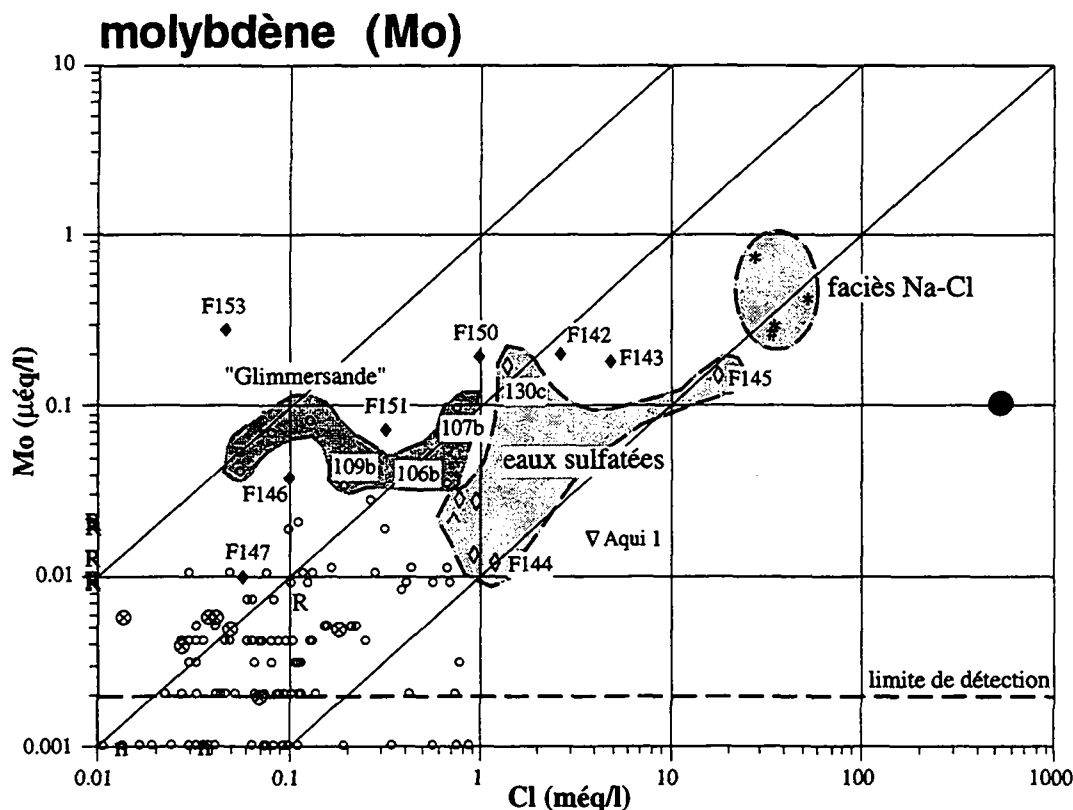 molybdène (Mo)
10
1
0.1
0.01
0.001
Mo (μéq/l)
F153
"Glimmersande"
F151
F150
F142
F143
faciès Na-Cl
130c
F145
107b
109b
106b
eaux sulfatées
F146
F147
F144
∇ Aqui 1
R
R
R
limite de détection
0.01
0.1
1
10
100
1000
Cl (méq/l)